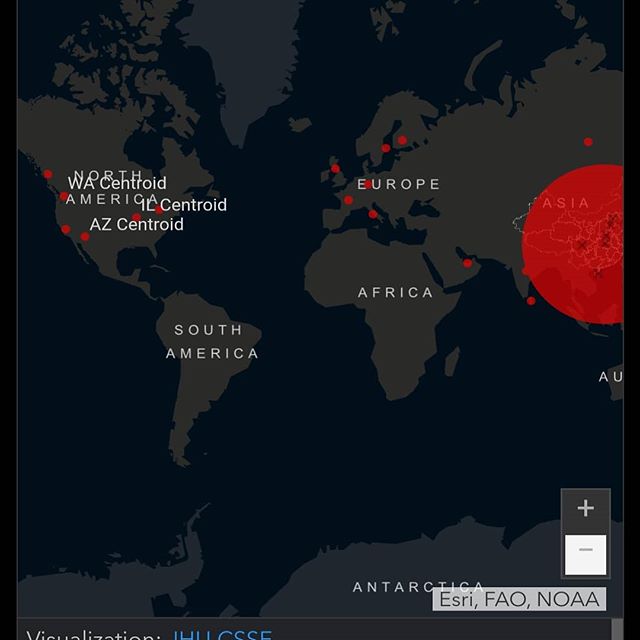 NORTH
WA Centroid
AMERICA
IL Centroid
AZ Centroid
EUROPE
ASIA
AFRICA
SOUTH
AMERICA
AU
+
−
ANTARCTICA
Esri, FAO, NOAA
Visualization: JHU CSSE